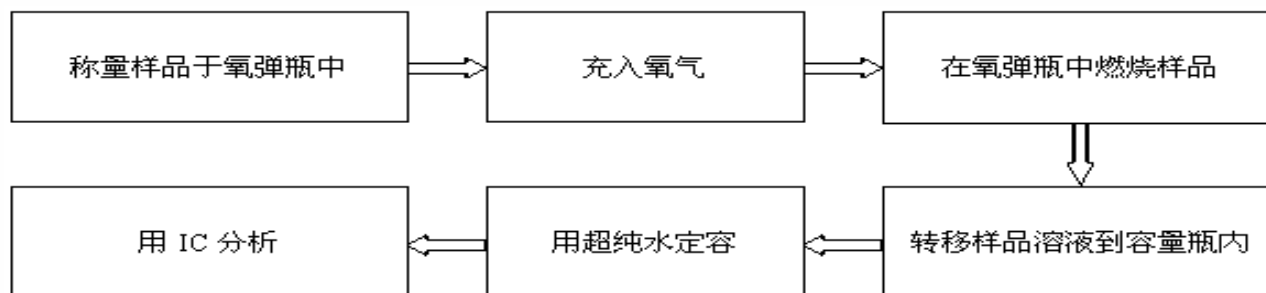 称量样品于氧弹瓶中
充入氧气
在氧弹瓶中燃烧样品
转移样品溶液到容量瓶内
用超纯水定容
用 IC 分析